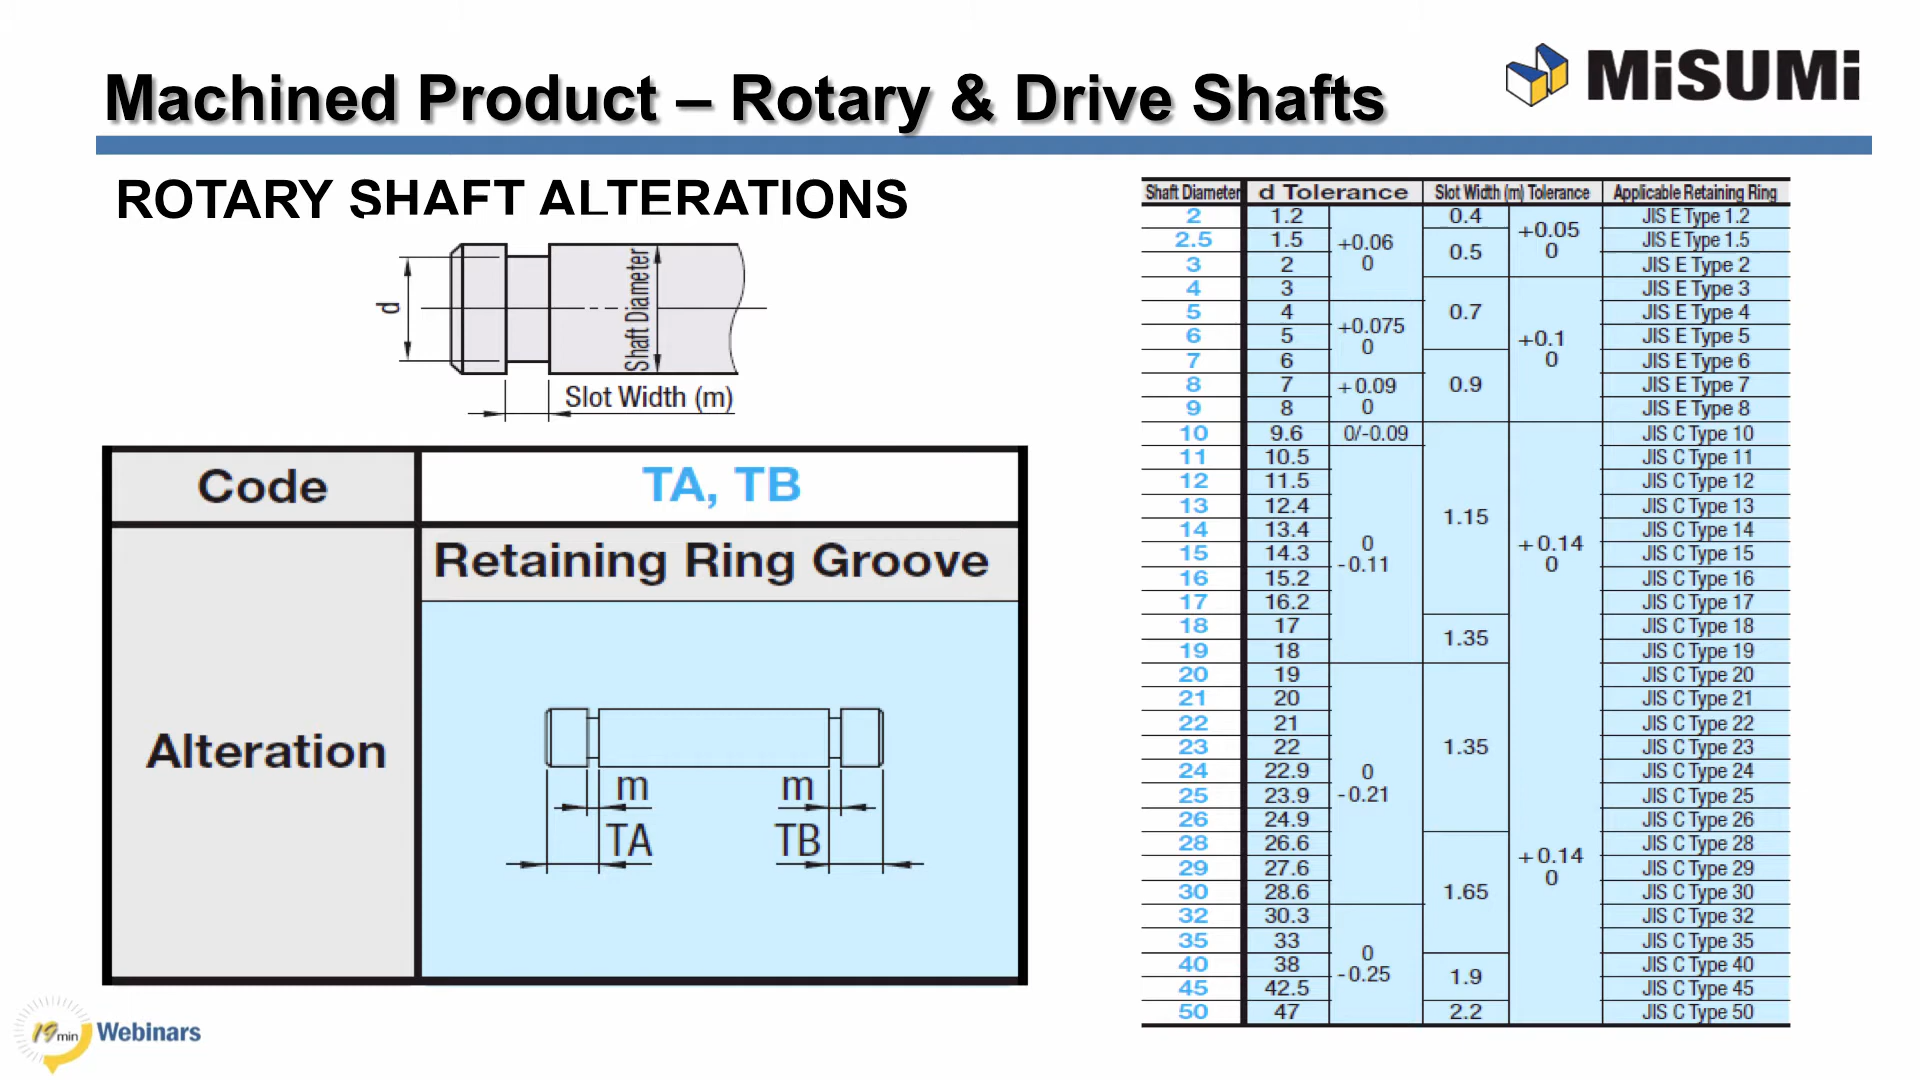 Machined Product – Rotary & Drive Shafts
MiSUMi
ROTARY SHAFT ALTERATIONS
d
Shaft Diameter
Slot Width (m)
Code
TA, TB
Alteration
Retaining Ring Groove
m m
TA TB
Shaft Diameter d Tolerance Slot Width (m) Tolerance Applicable Retaining Ring
2 1.2 +0.06 0 0.4 +0.05 0 JIS E Type 1.2
2.5 1.5 0.5 JIS E Type 1.5
3 2 JIS E Type 2
4 3 0.7 +0.1 0 JIS E Type 3
5 4 +0.075 0 JIS E Type 4
6 5 JIS E Type 5
7 6 0.9 JIS E Type 6
8 7 +0.09 0 JIS E Type 7
9 8 JIS E Type 8
10 9.6 0/-0.09 1.15 +0.14 0 JIS C Type 10
11 10.5 0 -0.11 JIS C Type 11
12 11.5 JIS C Type 12
13 12.4 JIS C Type 13
14 13.4 JIS C Type 14
15 14.3 JIS C Type 15
16 15.2 JIS C Type 16
17 16.2 JIS C Type 17
18 17 1.35 JIS C Type 18
19 18 JIS C Type 19
20 19 0 -0.21 1.35 +0.14 0 JIS C Type 20
21 20 JIS C Type 21
22 21 JIS C Type 22
23 22 JIS C Type 23
24 22.9 JIS C Type 24
25 23.9 JIS C Type 25
26 24.9 JIS C Type 26
28 26.6 1.65 JIS C Type 28
29 27.6 JIS C Type 29
30 28.6 JIS C Type 30
32 30.3 0 -0.25 JIS C Type 32
35 33 JIS C Type 35
40 38 1.9 JIS C Type 40
45 42.5 JIS C Type 45
50 47 2.2 JIS C Type 50
19 min Webinars